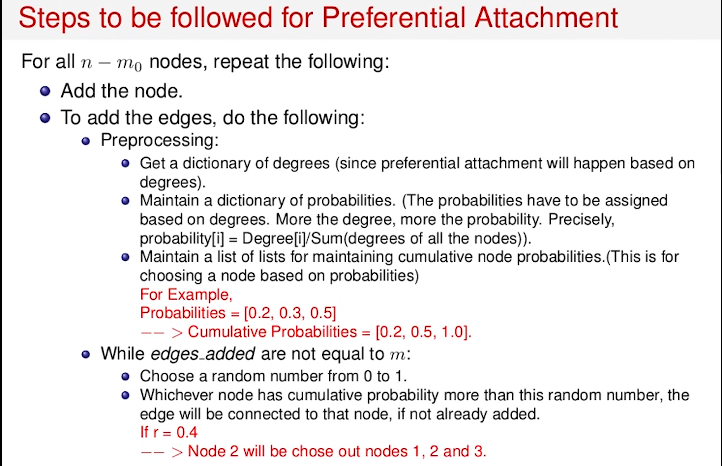 Steps to be followed for Preferential Attachment
For all n − m₀ nodes, repeat the following:
Add the node.
To add the edges, do the following:
Preprocessing:
Get a dictionary of degrees (since preferential attachment will happen based on
degrees).
Maintain a dictionary of probabilities. (The probabilities have to be assigned
based on degrees. More the degree, more the probability. Precisely,
probability[i] = Degree[i]/Sum(degrees of all the nodes)).
Maintain a list of lists for maintaining cumulative node probabilities.(This is for
choosing a node based on probabilities)
For Example,
Probabilities = [0.2, 0.3, 0.5]
−− > Cumulative Probabilities = [0.2, 0.5, 1.0].
While edges_added are not equal to m:
Choose a random number from 0 to 1.
Whichever node has cumulative probability more than this random number, the
edge will be connected to that node, if not already added.
If r = 0.4
−− > Node 2 will be chose out nodes 1, 2 and 3.